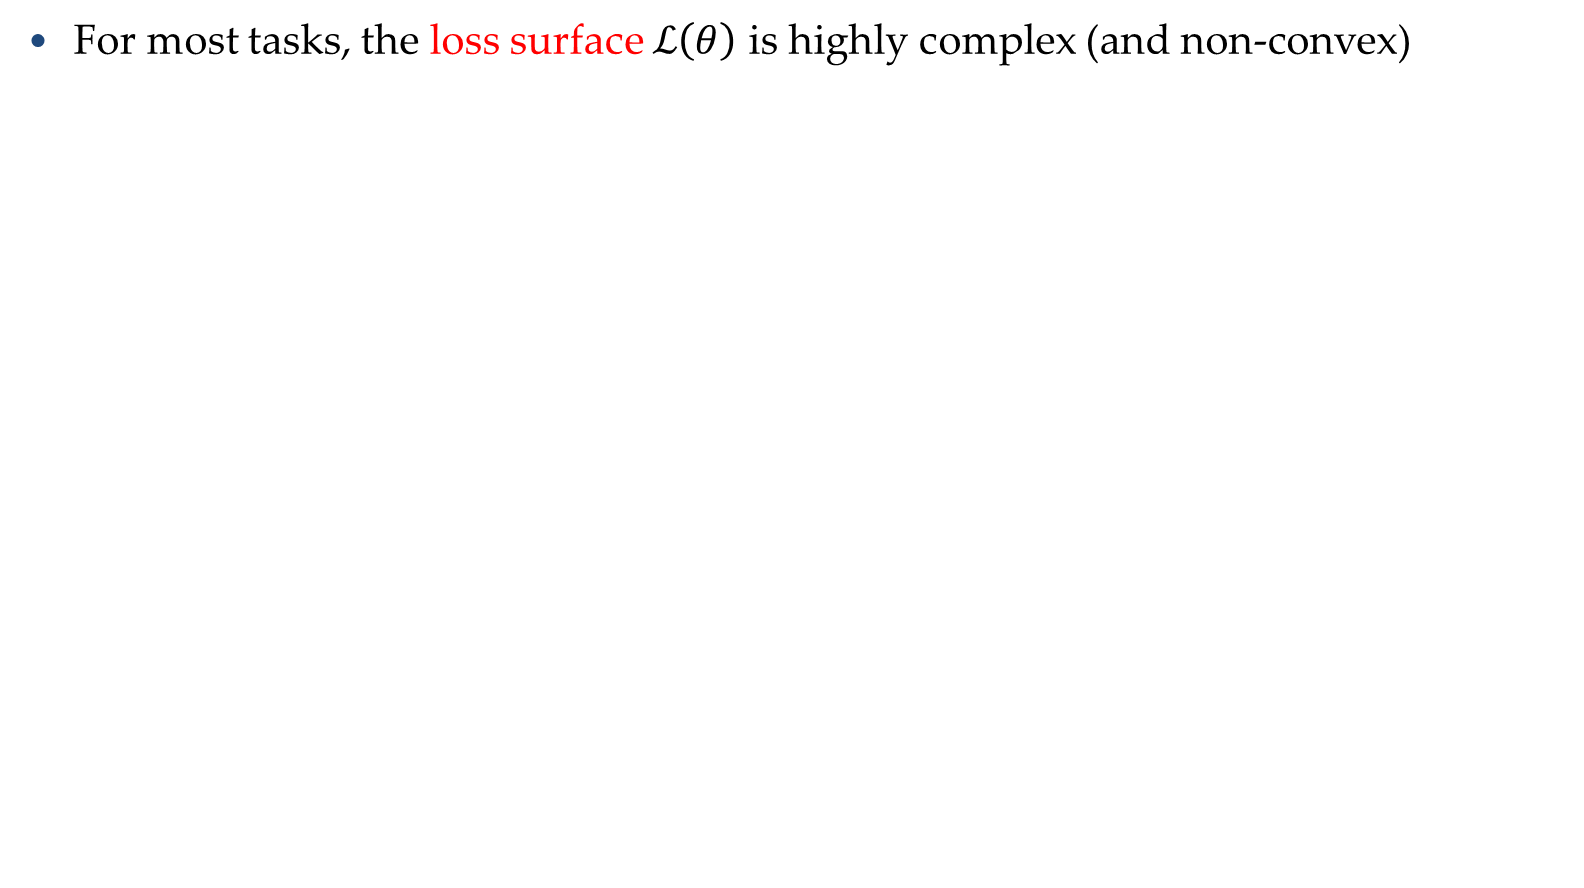 • For most tasks, the loss surface ℒ(θ) is highly complex (and non-convex)